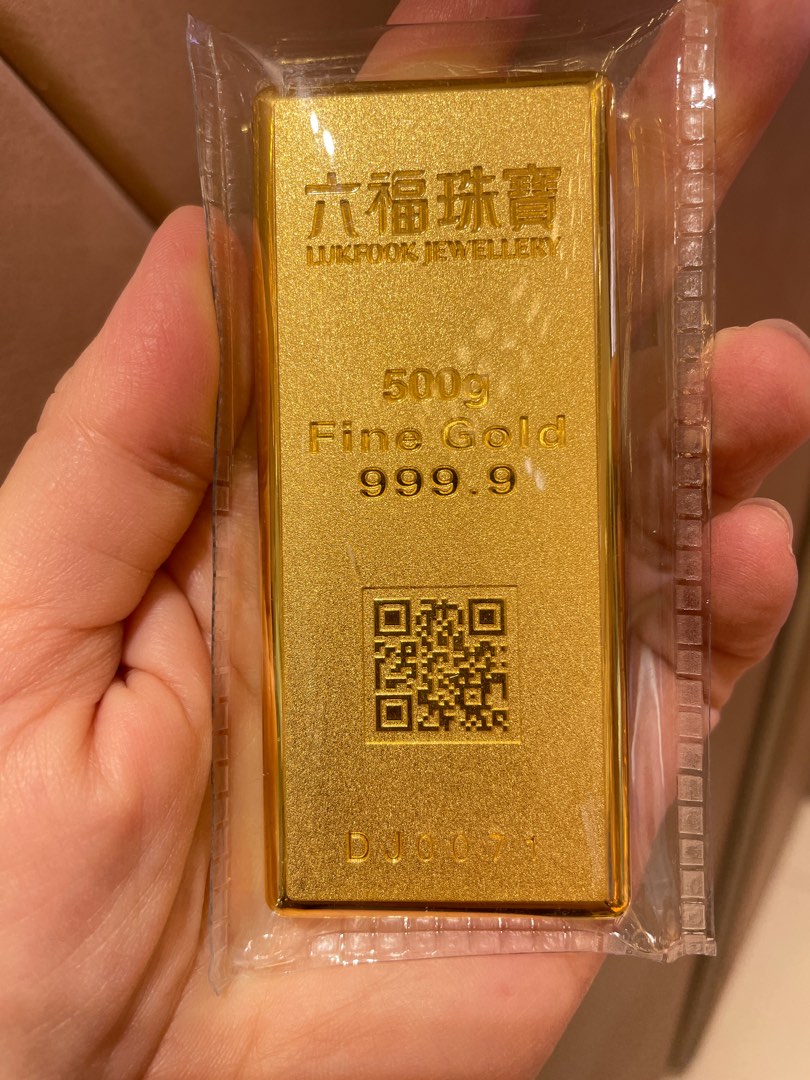 六福珠寶
LUKFOOK JEWELLERY
500g
Fine Gold
999.9
DJ0071